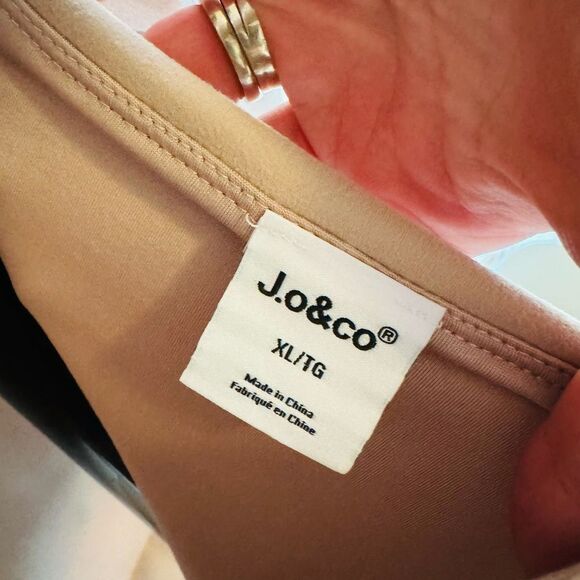 J.o&co®
XL/TG
Made in China
Fabriqué en Chine